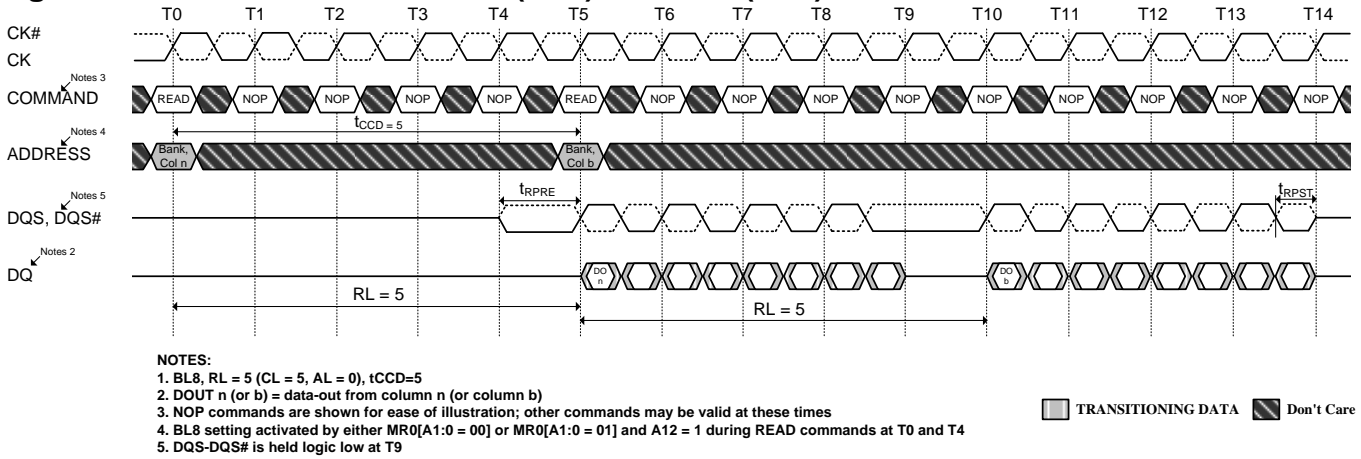 T0 T1 T2 T3 T4 T5 T6 T7 T8 T9 T10 T11 T12 T13 T14
CK#
CK
Notes 3
COMMAND READ NOP NOP NOP NOP READ NOP NOP NOP NOP NOP NOP NOP NOP NOP
tCCD = 5
Notes 4
ADDRESS
Bank, Bank,
Col n Col b
tRPRE tRPST
Notes 5
DQS, DQS#
Notes 2
DQ
DO DO
n b
RL = 5
RL = 5
NOTES:
1. BL8, RL = 5 (CL = 5, AL = 0), tCCD=5
2. DOUT n (or b) = data-out from column n (or column b)
3. NOP commands are shown for ease of illustration; other commands may be valid at these times
4. BL8 setting activated by either MR0[A1:0 = 00] or MR0[A1:0 = 01] and A12 = 1 during READ commands at T0 and T4
5. DQS-DQS# is held logic low at T9
TRANSITIONING DATA Don't Care